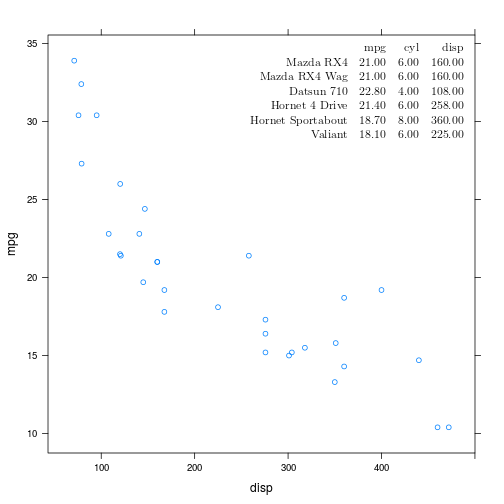 35
mpg cyl disp
Mazda RX4 21.00 6.00 160.00
Mazda RX4 Wag 21.00 6.00 160.00
Datsun 710 22.80 4.00 108.00
Hornet 4 Drive 21.40 6.00 258.00
Hornet Sportabout 18.70 8.00 360.00
Valiant 18.10 6.00 225.00
30
25
mpg
20
15
10
100 200 300 400
disp